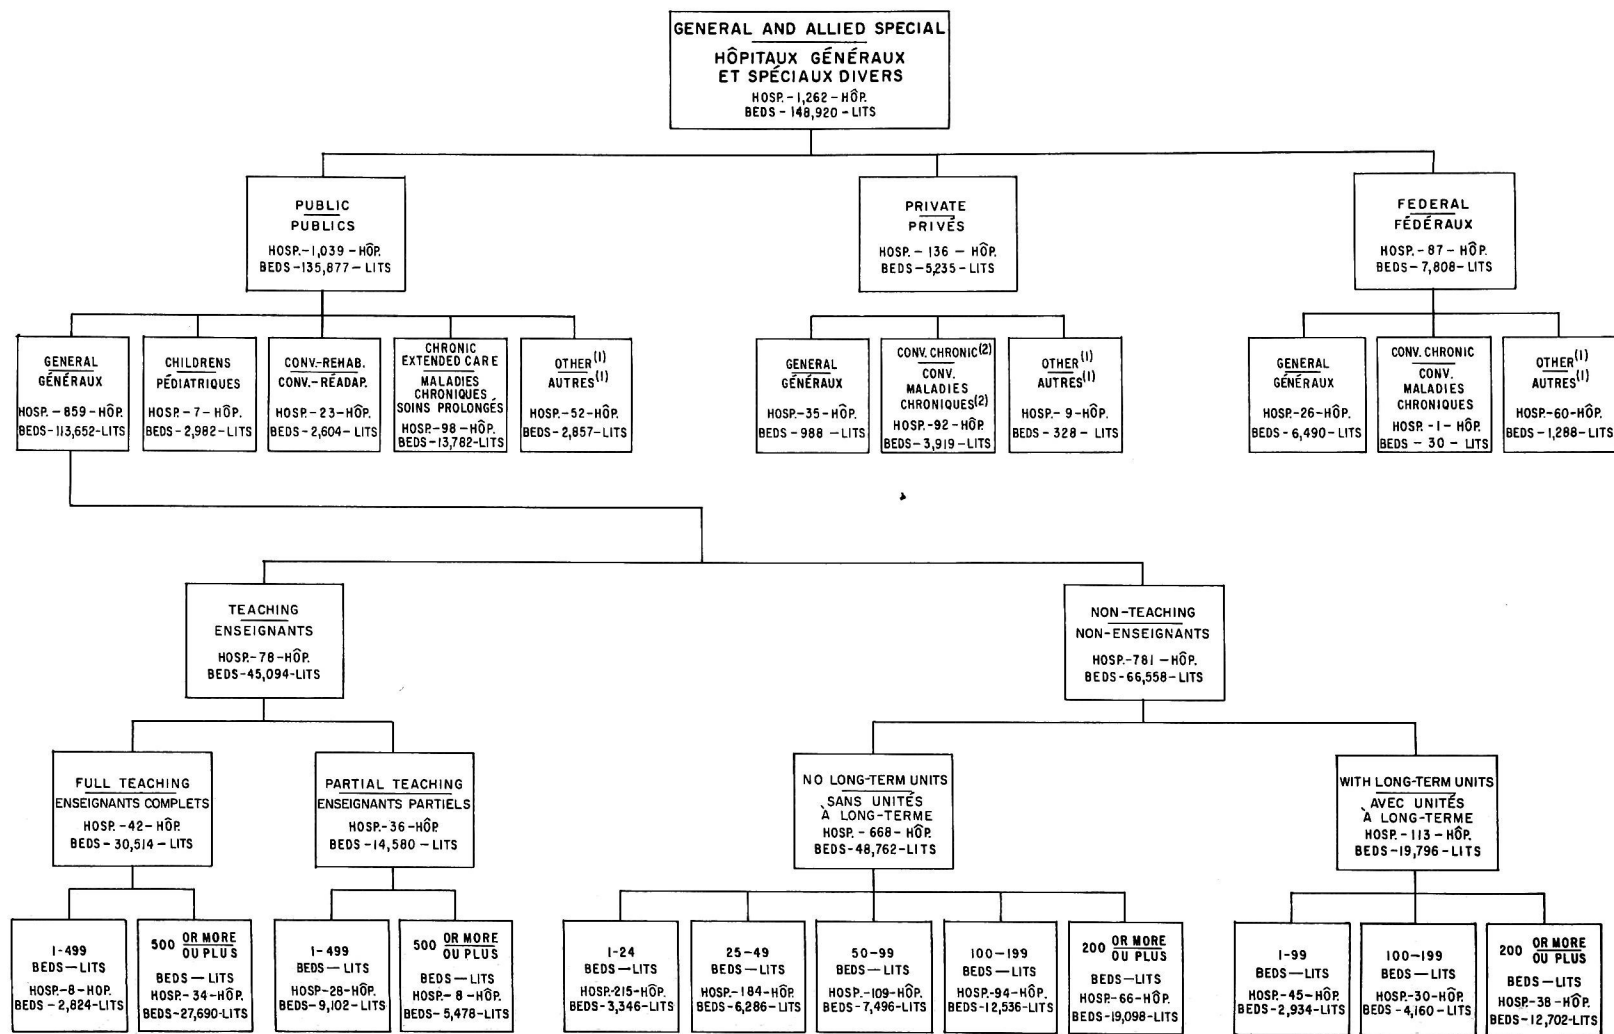 GENERAL AND ALLIED SPECIAL
HÔPITAUX GÉNÉRAUX
ET SPÉCIAUX DIVERS
HOSP.-1,262-HÔP.
BEDS-148,920-LITS
PUBLIC
PUBLICS
HOSP.-1,039-HÔP.
BEDS-135,877-LITS
PRIVATE
PRIVÉS
HOSP.-136-HÔP.
BEDS-5,235-LITS
FEDERAL
FÉDÉRAUX
HOSP.-87-HÔP.
BEDS-7,808-LITS
GENERAL
GÉNÉRAUX
HOSP.-859-HÔP.
BEDS-113,652-LITS
CHILDRENS
PÉDIATRIQUES
HOSP.-7-HÔP.
BEDS-2,982-LITS
CONV.-REHAB.
CONV.-RÉADAP.
HOSP.-23-HÔP.
BEDS-2,604-LITS
CHRONIC
EXTENDED CARE
MALADIES
CHRONIQUES
SOINS PROLONGÉS
HOSP.-98-HÔP.
BEDS-13,782-LITS
OTHER(1)
AUTRES(1)
HOSP.-52-HÔP.
BEDS-2,857-LITS
GENERAL
GÉNÉRAUX
HOSP.-35-HÔP.
BEDS-988-LITS
CONV. CHRONIC(2)
CONV.
MALADIES
CHRONIQUES(2)
HOSP.-92-HÔP.
BEDS-3,919-LITS
OTHER(1)
AUTRES(1)
HOSP.-9-HÔP.
BEDS-328-LITS
GENERAL
GÉNÉRAUX
HOSP.-26-HÔP.
BEDS-6,490-LITS
CONV. CHRONIC
CONV.
MALADIES
CHRONIQUES
HOSP.-1-HÔP.
BEDS-30-LITS
OTHER(1)
AUTRES(1)
HOSP.-60-HÔP.
BEDS-1,288-LITS
TEACHING
ENSEIGNANTS
HOSP.-78-HÔP.
BEDS-45,094-LITS
NON-TEACHING
NON-ENSEIGNANTS
HOSP.-781-HÔP.
BEDS-66,558-LITS
FULL TEACHING
ENSEIGNANTS COMPLETS
HOSP.-42-HÔP.
BEDS-30,514-LITS
PARTIAL TEACHING
ENSEIGNANTS PARTIELS
HOSP.-36-HÔP.
BEDS-14,580-LITS
NO LONG-TERM UNITS
SANS UNITÉS
À LONG-TERME
HOSP.-668-HÔP.
BEDS-48,762-LITS
WITH LONG-TERM UNITS
AVEC UNITÉS
À LONG-TERME
HOSP.-113-HÔP.
BEDS-19,796-LITS
1-499
BEDS—LITS
HOSP.-8-HOP.
BEDS-2,824-LITS
500 OR MORE
OU PLUS
BEDS—LITS
HOSP.-34-HÔP.
BEDS-27,690-LITS
1-499
BEDS—LITS
HOSP-28-HÔP.
BEDS-9,102-LITS
500 OR MORE
OU PLUS
BEDS—LITS
HOSP.-8-HÔP.
BEDS-5,478-LITS
1-24
BEDS—LITS
HOSP.-215-HÔP.
BEDS-3,346-LITS
25-49
BEDS—LITS
HOSP.-184-HÔP.
BEDS-6,286-LITS
50-99
BEDS—LITS
HOSP.-109-HÔP.
BEDS-7,496-LITS
100-199
BEDS—LITS
HOSP.-94-HÔP.
BEDS-12,536-LITS
200 OR MORE
OU PLUS
BEDS—LITS
HOSP.-66-HÔP.
BEDS-19,098-LITS
1-99
BEDS—LITS
HOSP.-45-HÔP.
BEDS-2,934-LITS
100-199
BEDS—LITS
HOSP.-30-HÔP.
BEDS-4,160-LITS
200 OR MORE
OU PLUS
BEDS—LITS
HOSP.-38-HÔP.
BEDS-12,702-LITS